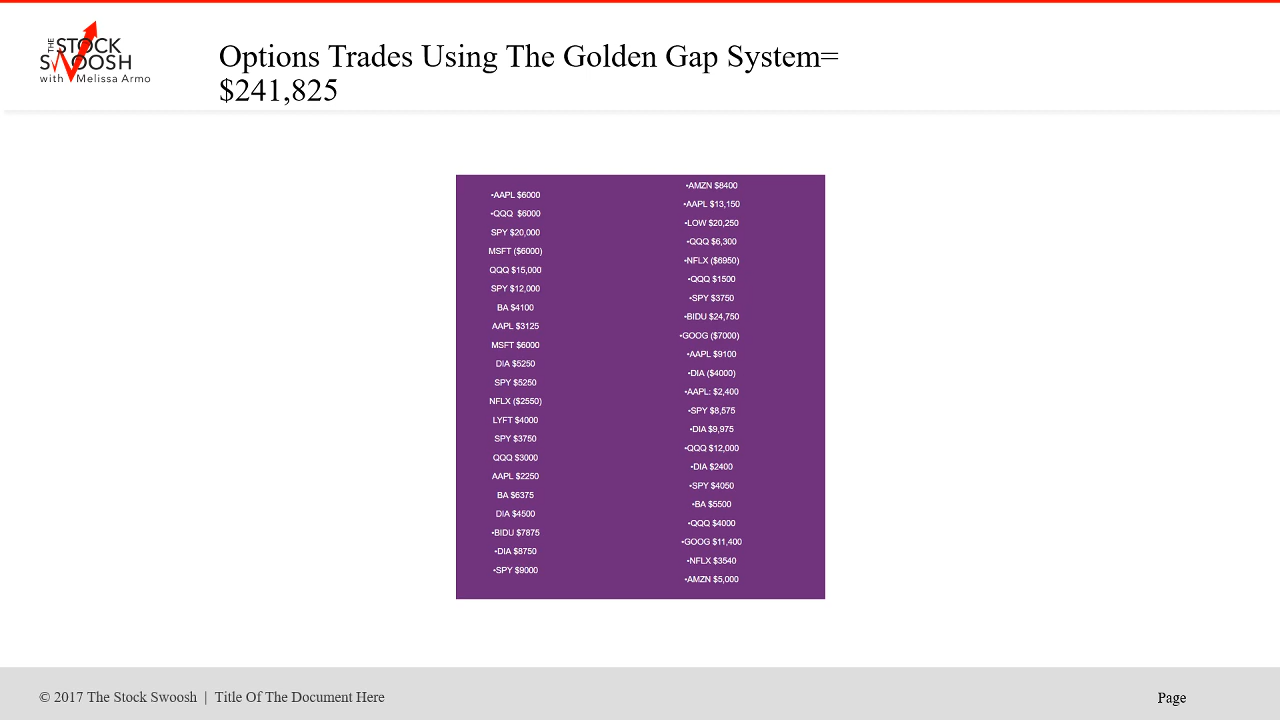 THE STOCK
SWOOSH
with Melissa Armo
Options Trades Using The Golden Gap System=
$241,825
•AAPL $6000
•QQQ  $6000
SPY $20,000
MSFT ($6000)
QQQ $15,000
SPY $12,000
BA $4100
AAPL $3125
MSFT $6000
DIA $5250
SPY $5250
NFLX ($2550)
LYFT $4000
SPY $3750
QQQ $3000
AAPL $2250
BA $6375
DIA $4500
•BIDU $7875
•DIA $8750
•SPY $9000
•AMZN $8400
•AAPL $13,150
•LOW $20,250
•QQQ $6,300
•NFLX ($6950)
•QQQ $1500
•SPY $3750
•BIDU $24,750
•GOOG ($7000)
•AAPL $9100
•DIA ($4000)
•AAPL: $2,400
•SPY $8,575
•DIA $9,975
•QQQ $12,000
•DIA $2400
•SPY $4050
•BA $5500
•QQQ $4000
•GOOG $11,400
•NFLX $3540
•AMZN $5,000
© 2017 The Stock Swoosh | Title Of The Document Here
Page